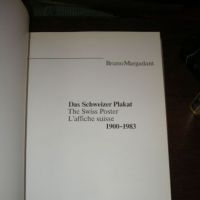 Bruno Margadant
Das Schweizer Plakat
The Swiss Poster
L'affiche suisse
1900–1983